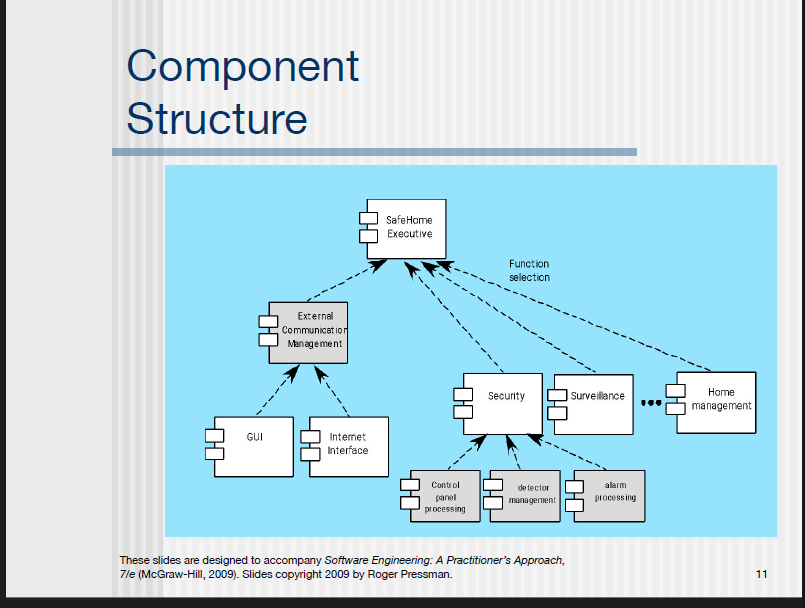 Component
Structure
SafeHome
Executive
Function
selection
External
Communication
Management
Security
Surveillance
Home
management
GUI
Internet
Interface
Control
panel
processing
detector
management
alarm
processing
These slides are designed to accompany Software Engineering: A Practitioner's Approach,
7/e (McGraw-Hill, 2009). Slides copyright 2009 by Roger Pressman.
11